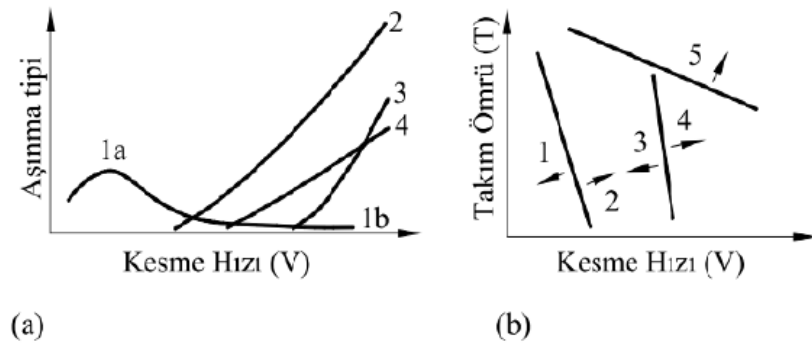 Aşınma tipi
1a
2
3
4
1b
Kesme Hızı (V)
(a)
Takım Ömrü (T)
1
2
3
4
5
Kesme Hızı (V)
(b)